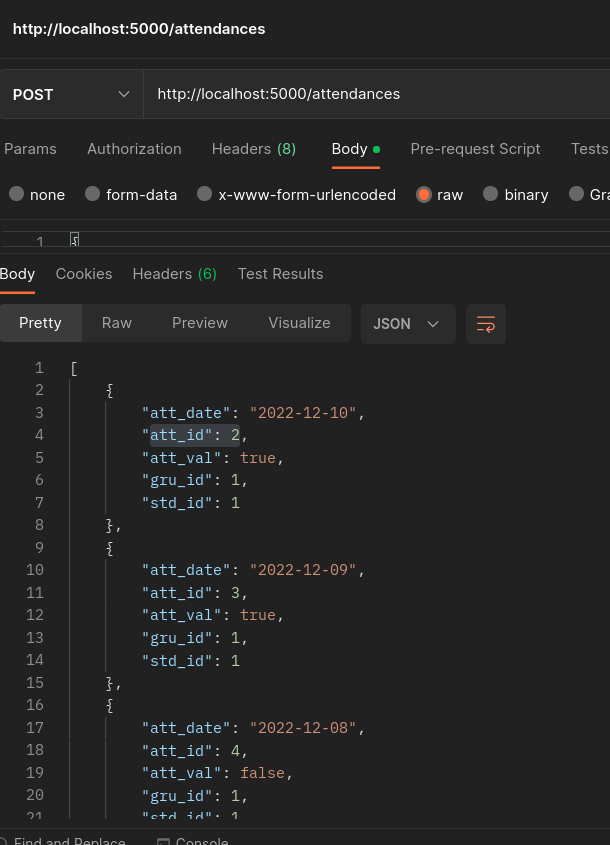 http://localhost:5000/attendances
POST http://localhost:5000/attendances
Params Authorization Headers (8) Body Pre-request Script Tests
none form-data x-www-form-urlencoded raw binary Gra
1 {
Body Cookies Headers (6) Test Results
Pretty Raw Preview Visualize JSON
1 [
2 {
3 "att_date": "2022-12-10",
4 "att_id": 2,
5 "att_val": true,
6 "gru_id": 1,
7 "std_id": 1
8 },
9 {
10 "att_date": "2022-12-09",
11 "att_id": 3,
12 "att_val": true,
13 "gru_id": 1,
14 "std_id": 1
15 },
16 {
17 "att_date": "2022-12-08",
18 "att_id": 4,
19 "att_val": false,
20 "gru_id": 1,
21 "std_id": 1
Find and Replace Console